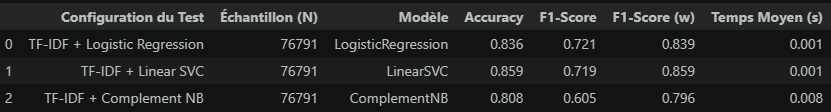 Configuration du Test Échantillon (N) Modèle Accuracy F1-Score F1-Score (w) Temps Moyen (s)
0 TF-IDF + Logistic Regression 76791 LogisticRegression 0.836 0.721 0.839 0.001
1 TF-IDF + Linear SVC 76791 LinearSVC 0.859 0.719 0.859 0.001
2 TF-IDF + Complement NB 76791 ComplementNB 0.808 0.605 0.796 0.008